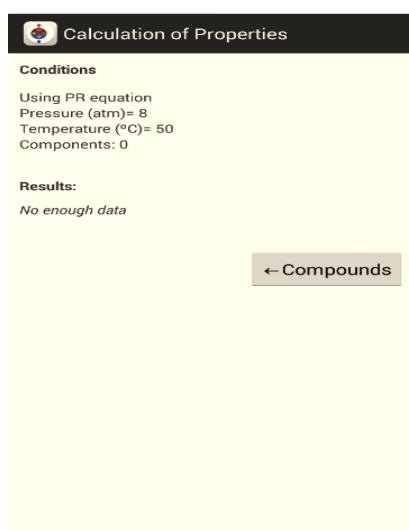 Calculation of Properties
Conditions
Using PR equation
Pressure (atm)= 8
Temperature (ºC)= 50
Components: 0
Results:
No enough data
←Compounds